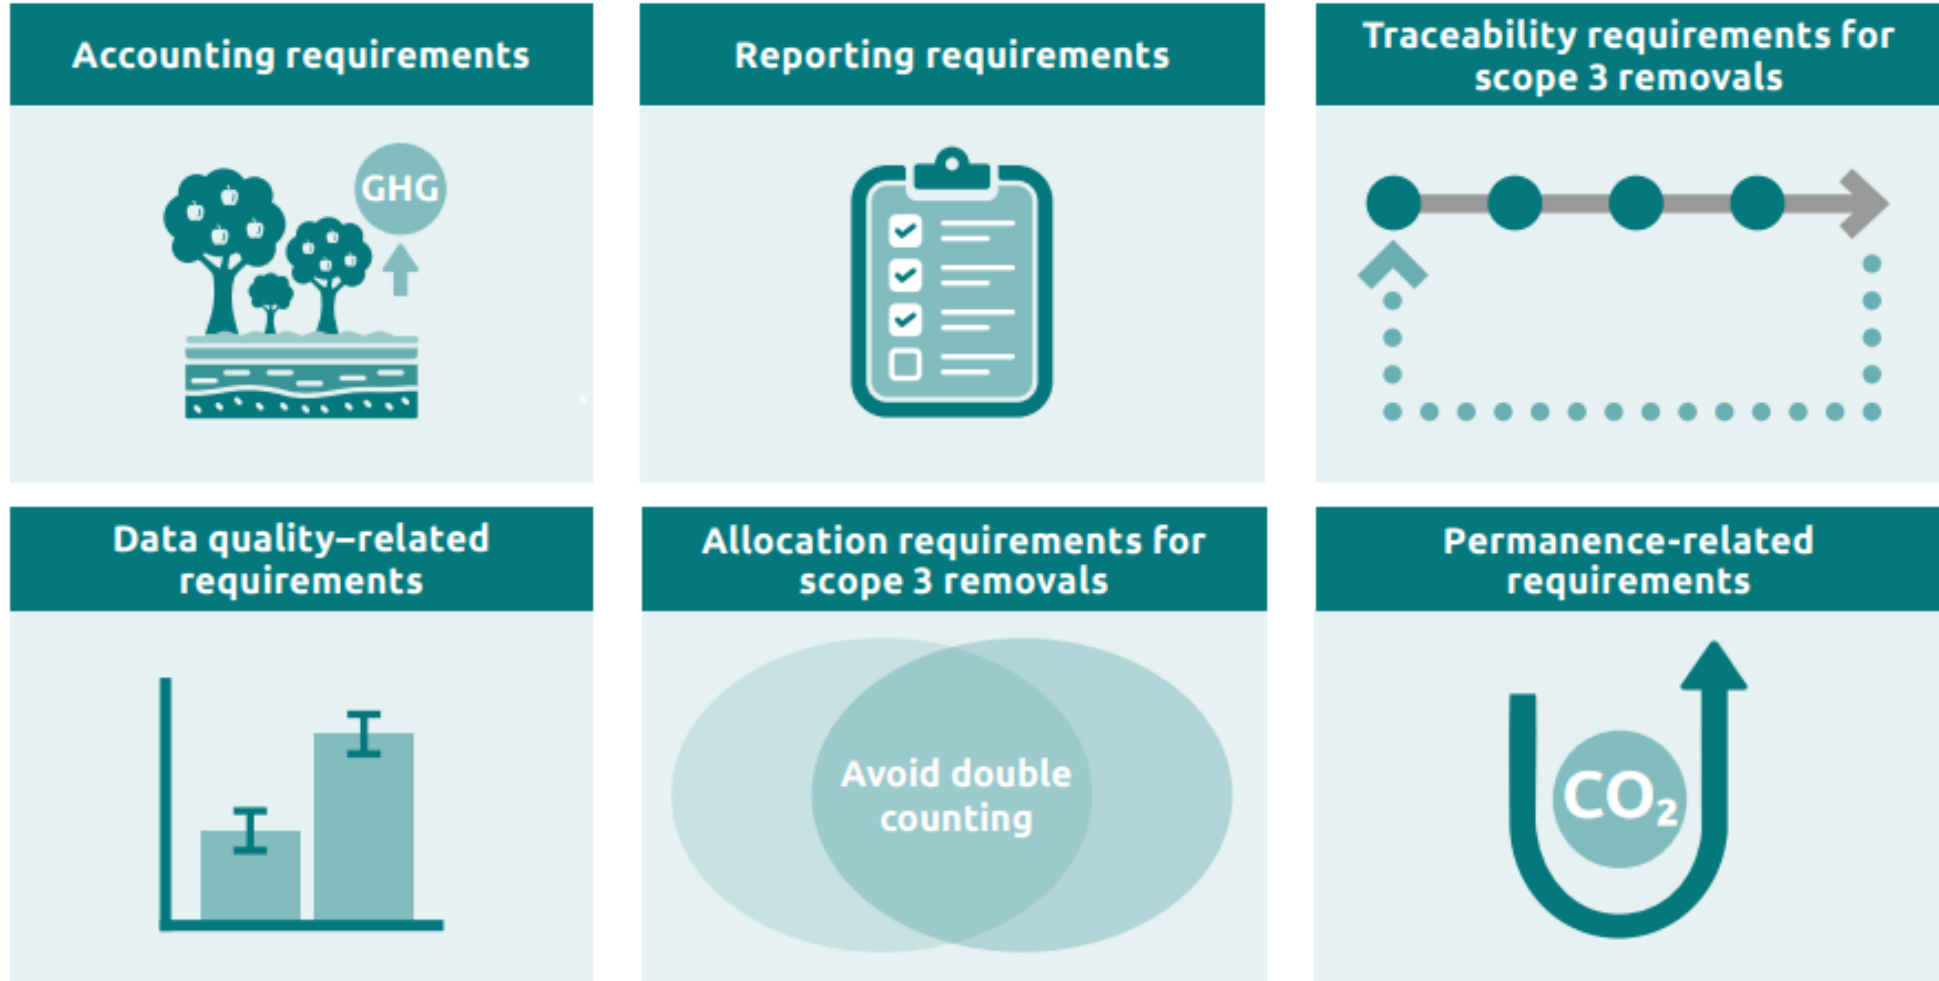 Accounting requirements
GHG
Reporting requirements
Traceability requirements for
scope 3 removals
Data quality–related
requirements
Allocation requirements for
scope 3 removals
Avoid double
counting
Permanence-related
requirements
CO₂